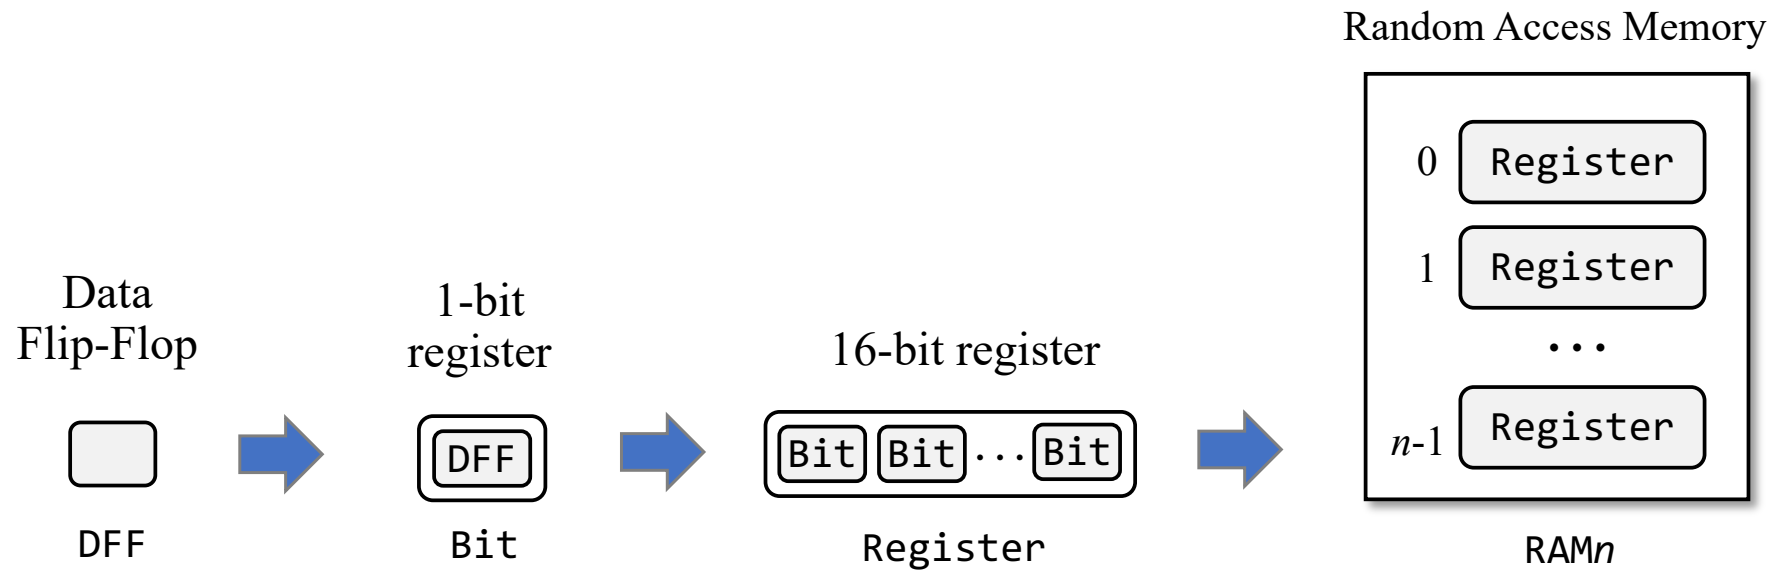 Random Access Memory
0 Register
1 Register
...
n-1 Register
RAMn
Data
Flip-Flop
DFF
1-bit
register
DFF
Bit
16-bit register
Bit Bit ... Bit
Register